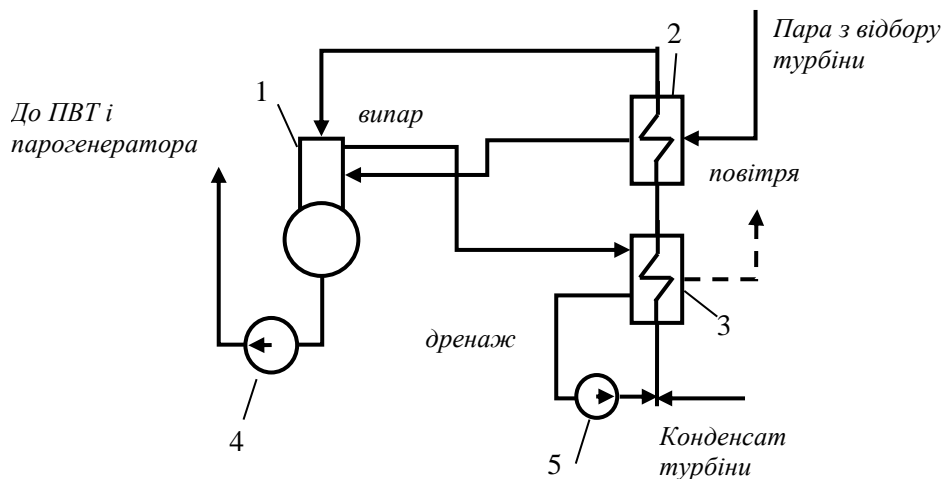 2
Пара з відбору
турбіни
До ПВТ і
парогенератора
1
випар
повітря
3
дренаж
4
5
Конденсат
турбіни